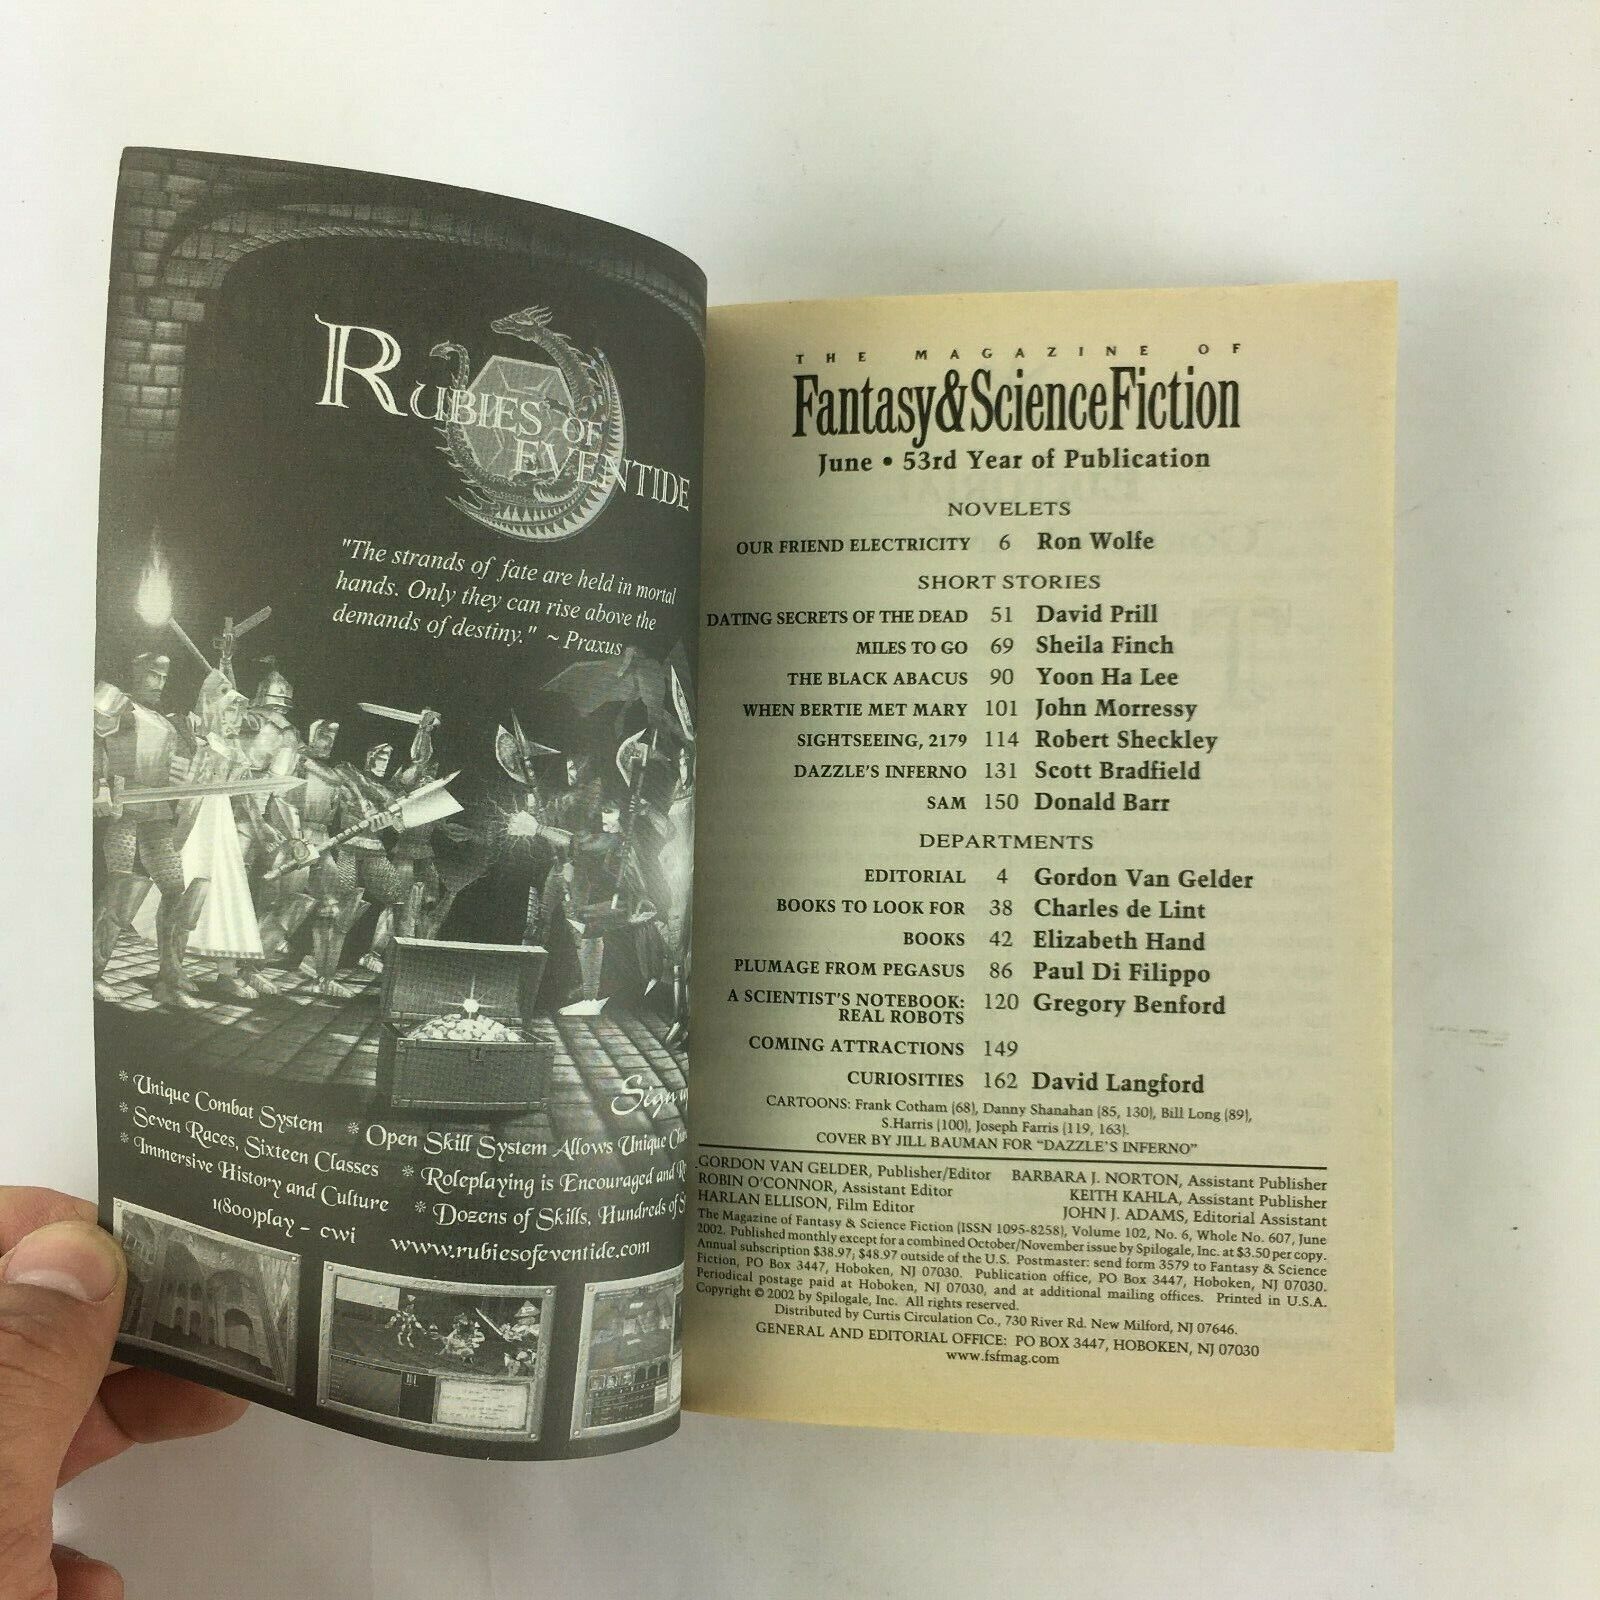 RUBIES OF
EVENTIDE
"The strands of fate are held in mortal
hands. Only they can rise above the
demands of destiny." ~ Praxus
Sign
* Unique Combat System
* Seven Races, Sixteen Classes
* Immersive History and Culture
1(800)play - cwi
* Open Skill System Allows Unique
* Roleplaying is Encouraged and
* Dozens of Skills, Hundreds of
www.rubiesofeventide.com
THE MAGAZINE OF
Fantasy&ScienceFiction
June • 53rd Year of Publication
NOVELETS
OUR FRIEND ELECTRICITY 6 Ron Wolfe
SHORT STORIES
DATING SECRETS OF THE DEAD 51 David Prill
MILES TO GO 69 Sheila Finch
THE BLACK ABACUS 90 Yoon Ha Lee
WHEN BERTIE MET MARY 101 John Morressy
SIGHTSEEING, 2179 114 Robert Sheckley
DAZZLE'S INFERNO 131 Scott Bradfield
SAM 150 Donald Barr
DEPARTMENTS
EDITORIAL 4 Gordon Van Gelder
BOOKS TO LOOK FOR 38 Charles de Lint
BOOKS 42 Elizabeth Hand
PLUMAGE FROM PEGASUS 86 Paul Di Filippo
A SCIENTIST'S NOTEBOOK: 120 Gregory Benford
REAL ROBOTS
COMING ATTRACTIONS 149
CURIOSITIES 162 David Langford
CARTOONS: Frank Cotham (68), Danny Shanahan (85, 130), Bill Long (89),
S.Harris (100), Joseph Farris (119, 163).
COVER BY JILL BAUMAN FOR "DAZZLE'S INFERNO"
GORDON VAN GELDER, Publisher/Editor BARBARA J. NORTON, Assistant Publisher
ROBIN O'CONNOR, Assistant Editor KEITH KAHLA, Assistant Publisher
HARLAN ELLISON, Film Editor JOHN J. ADAMS, Editorial Assistant
The Magazine of Fantasy & Science Fiction (ISSN 1095-8258), Volume 102, No. 6, Whole No. 607, June
2002. Published monthly except for a combined October/November issue by Spilogale, Inc. at $3.50 per copy.
Annual subscription $38.97; $48.97 outside of the U.S. Postmaster: send form 3579 to Fantasy & Science
Fiction, PO Box 3447, Hoboken, NJ 07030. Publication office, PO Box 3447, Hoboken, NJ 07030.
Periodical postage paid at Hoboken, NJ 07030, and at additional mailing offices. Printed in U.S.A.
Copyright © 2002 by Spilogale, Inc. All rights reserved.
Distributed by Curtis Circulation Co., 730 River Rd. New Milford, NJ 07646.
GENERAL AND EDITORIAL OFFICE: PO BOX 3447, HOBOKEN, NJ 07030
www.fsfmag.com